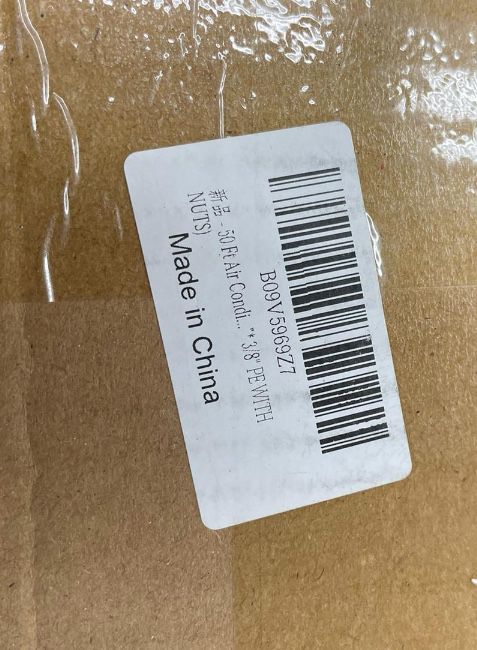 B09V5969Z7
新品 - 50 Ft Air Condi... "* 3/8" PE WITH
NUTS)
Made in China